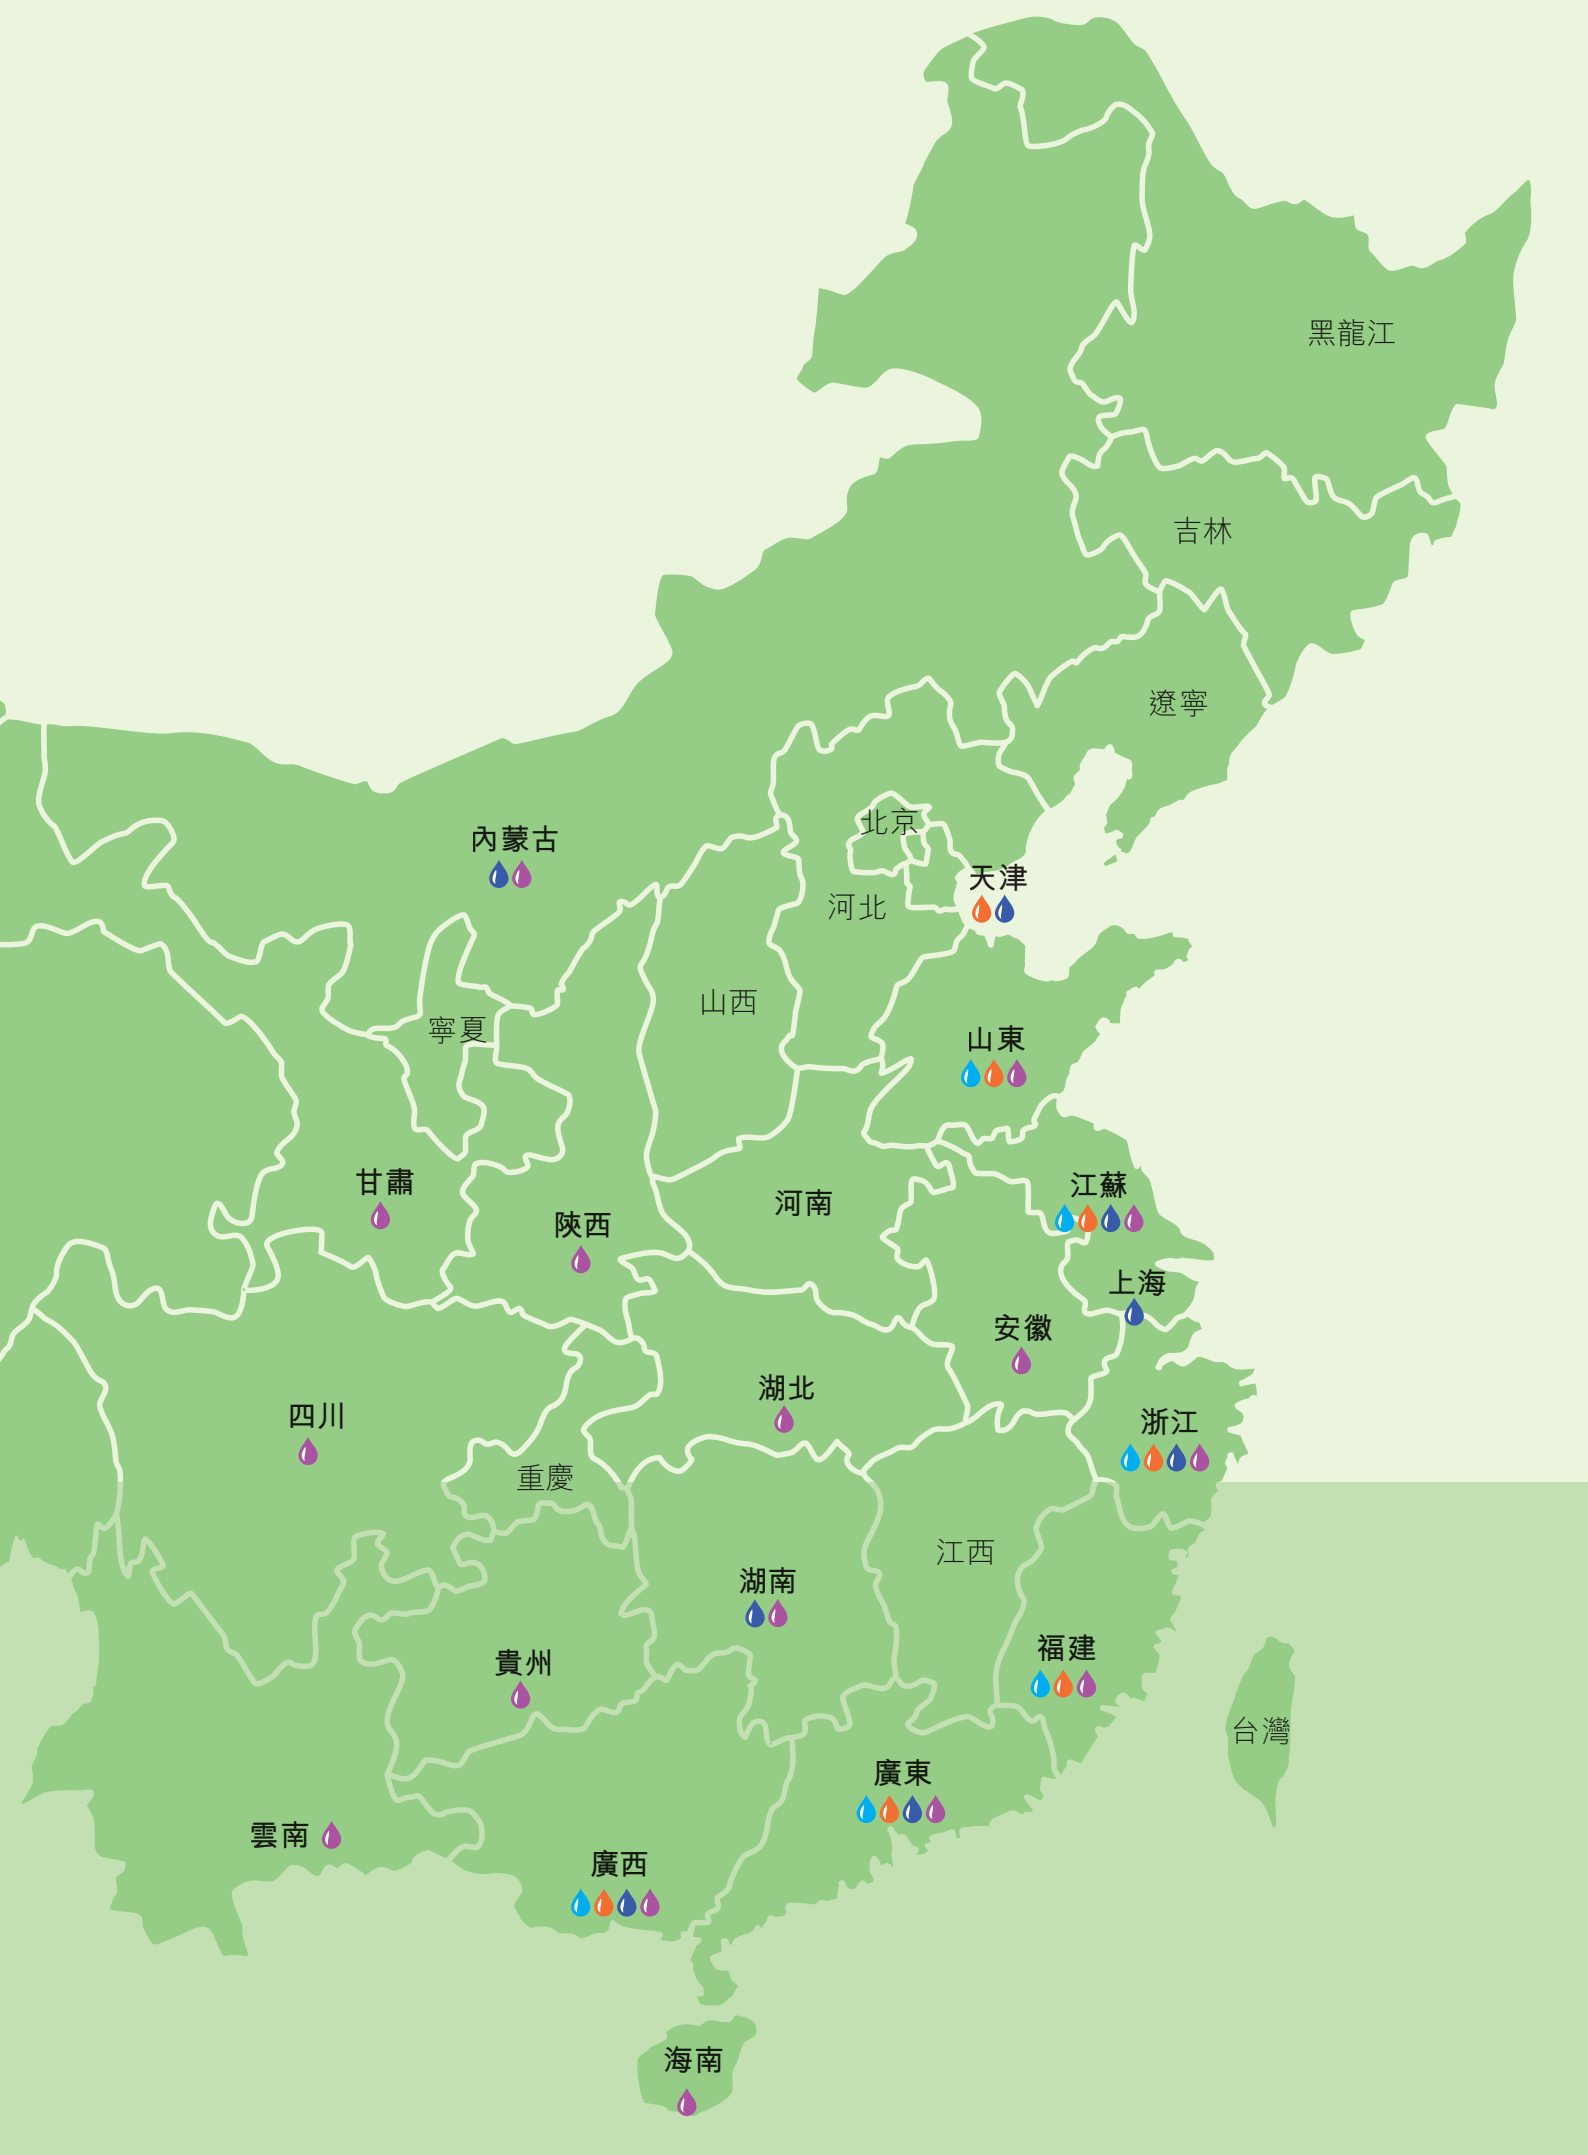 黑龍江
吉林
遼寧
北京
內蒙古
天津
河北
山西
寧夏
山東
甘肅
江蘇
河南
陝西
上海
安徽
湖北
四川
浙江
重慶
江西
湖南
福建
貴州
台灣
廣東
雲南
廣西
海南